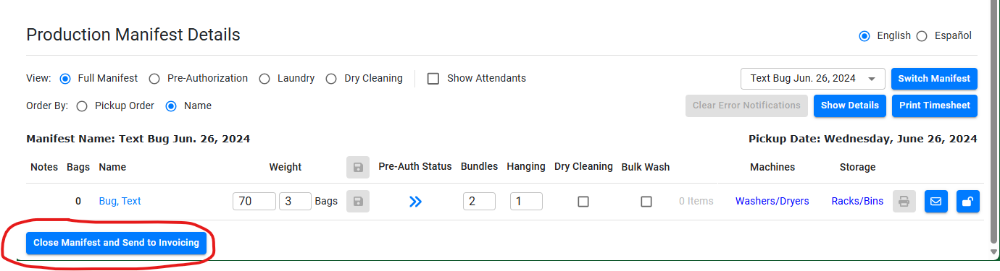 Production Manifest Details
English Español
View: Full Manifest Pre-Authorization Laundry Dry Cleaning Show Attendants Text Bug Jun. 26, 2024 Switch Manifest
Order By: Pickup Order Name Clear Error Notifications Show Details Print Timesheet
Manifest Name: Text Bug Jun. 26, 2024 Pickup Date: Wednesday, June 26, 2024
Notes Bags Name Weight Pre-Auth Status Bundles Hanging Dry Cleaning Bulk Wash Machines Storage
0 Bug, Text 70 3 Bags 2 1 0 Items Washers/Dryers Racks/Bins
Close Manifest and Send to Invoicing